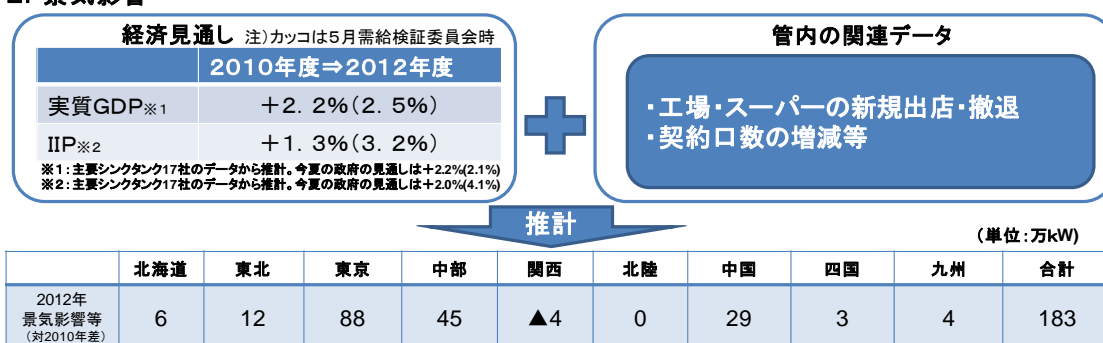 経済見通し 注）カッコは５月需給検証委員会時
２０１０年度⇒２０１２年度
実質GDP※1 ＋２．２％（２．５％）
IIP※2 ＋１．３％（３．２％）
※１：主要シンクタンク17社のデータから推計。今夏の政府の見通しは＋2.2%(2.1%)
※２：主要シンクタンク17社のデータから推計。今夏の政府の見通しは＋2.0%(4.1%)
管内の関連データ
・工場・スーパーの新規出店・撤退
・契約口数の増減等
推計
（単位：万kW）
北海道 東北 東京 中部 関西 北陸 中国 四国 九州 合計
2012年
景気影響等
（対2010年差）
6 12 88 45 ▲4 0 29 3 4 183